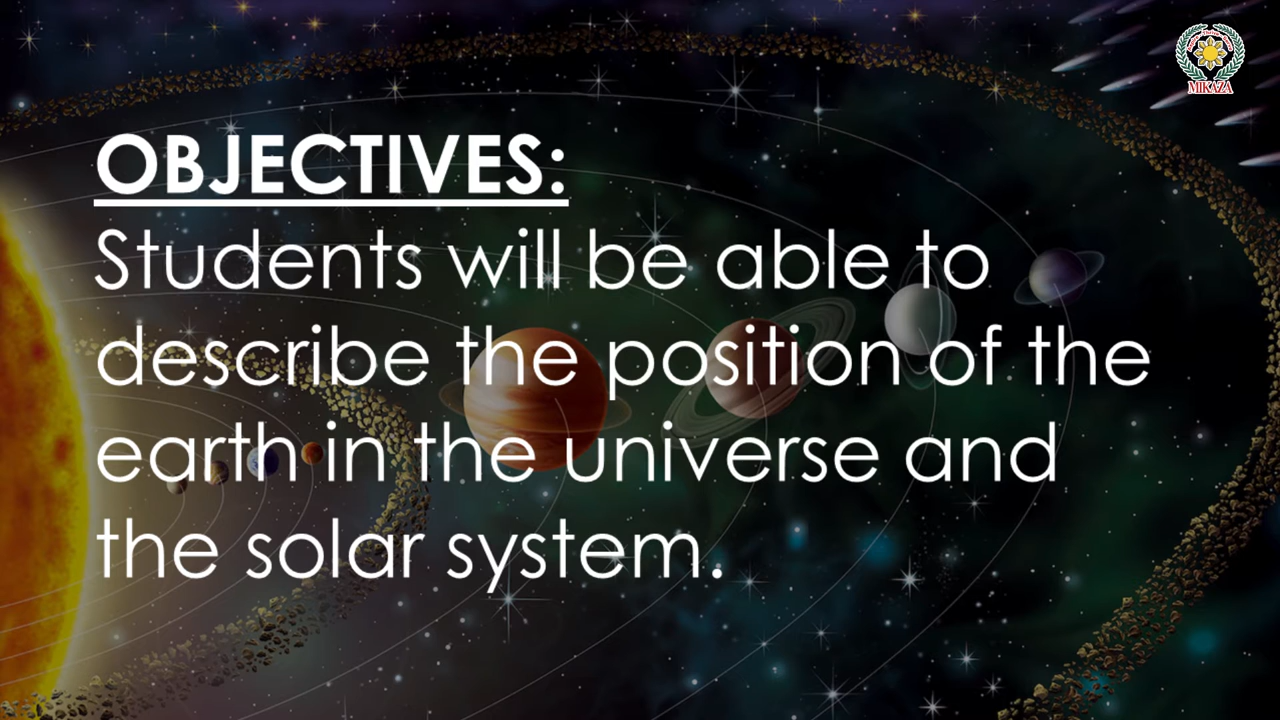 MIKAZA
OBJECTIVES:
Students will be able to
describe the position of the
earth in the universe and
the solar system.